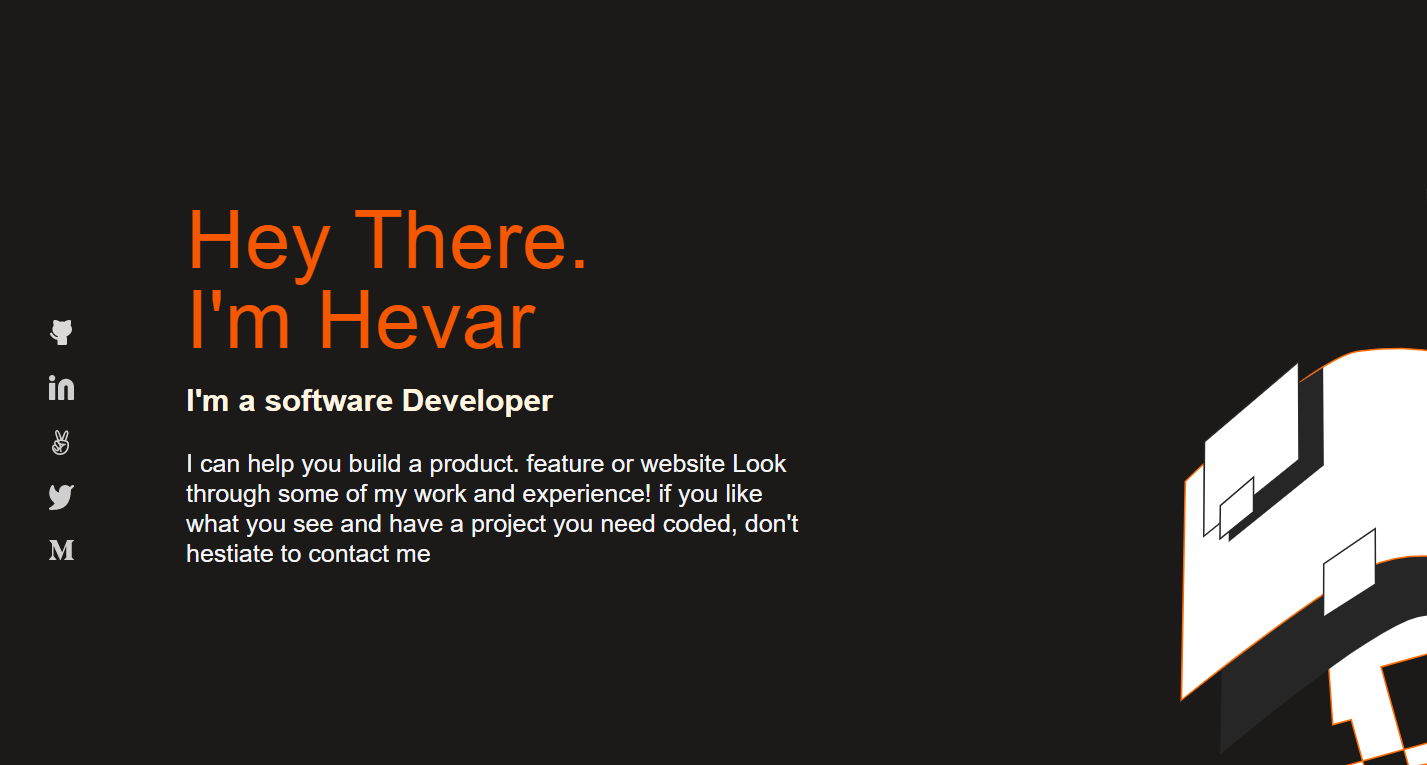 Hey There.
I'm Hevar
I'm a software Developer
I can help you build a product. feature or website Look
through some of my work and experience! if you like
what you see and have a project you need coded, don't
hestiate to contact me